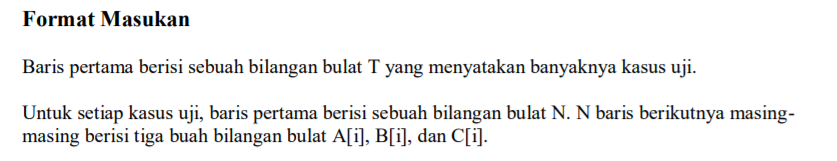 Format Masukan
Baris pertama berisi sebuah bilangan bulat T yang menyatakan banyaknya kasus uji.
Untuk setiap kasus uji, baris pertama berisi sebuah bilangan bulat N. N baris berikutnya masing-
masing berisi tiga buah bilangan bulat A[i], B[i], dan C[i].